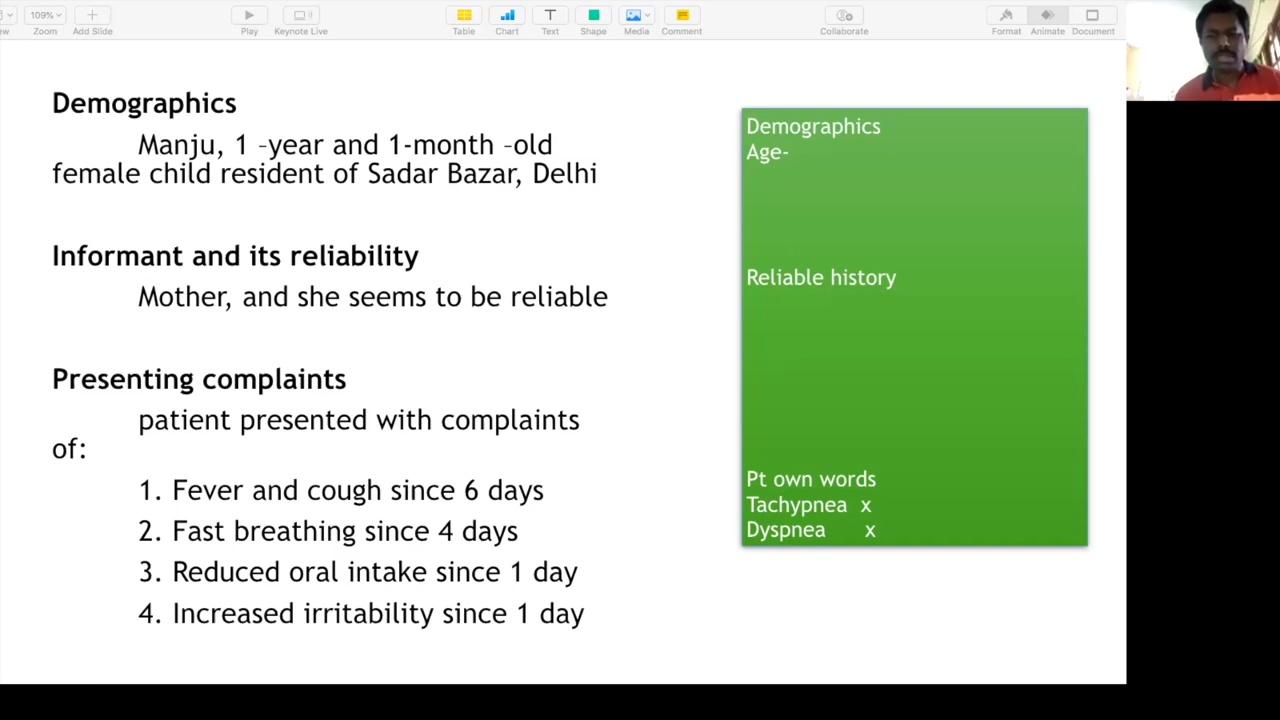 109%
Zoom
Add Slide
Play
Keynote Live
Table
Chart
Text
Shape
Media
Comment
Collaborate
Format
Animate
Document
Demographics
Manju, 1 –year and 1-month –old
female child resident of Sadar Bazar, Delhi
Informant and its reliability
Mother, and she seems to be reliable
Presenting complaints
patient presented with complaints
of:
1. Fever and cough since 6 days
2. Fast breathing since 4 days
3. Reduced oral intake since 1 day
4. Increased irritability since 1 day
Demographics
Age-
Reliable history
Pt own words
Tachypnea x
Dyspnea x